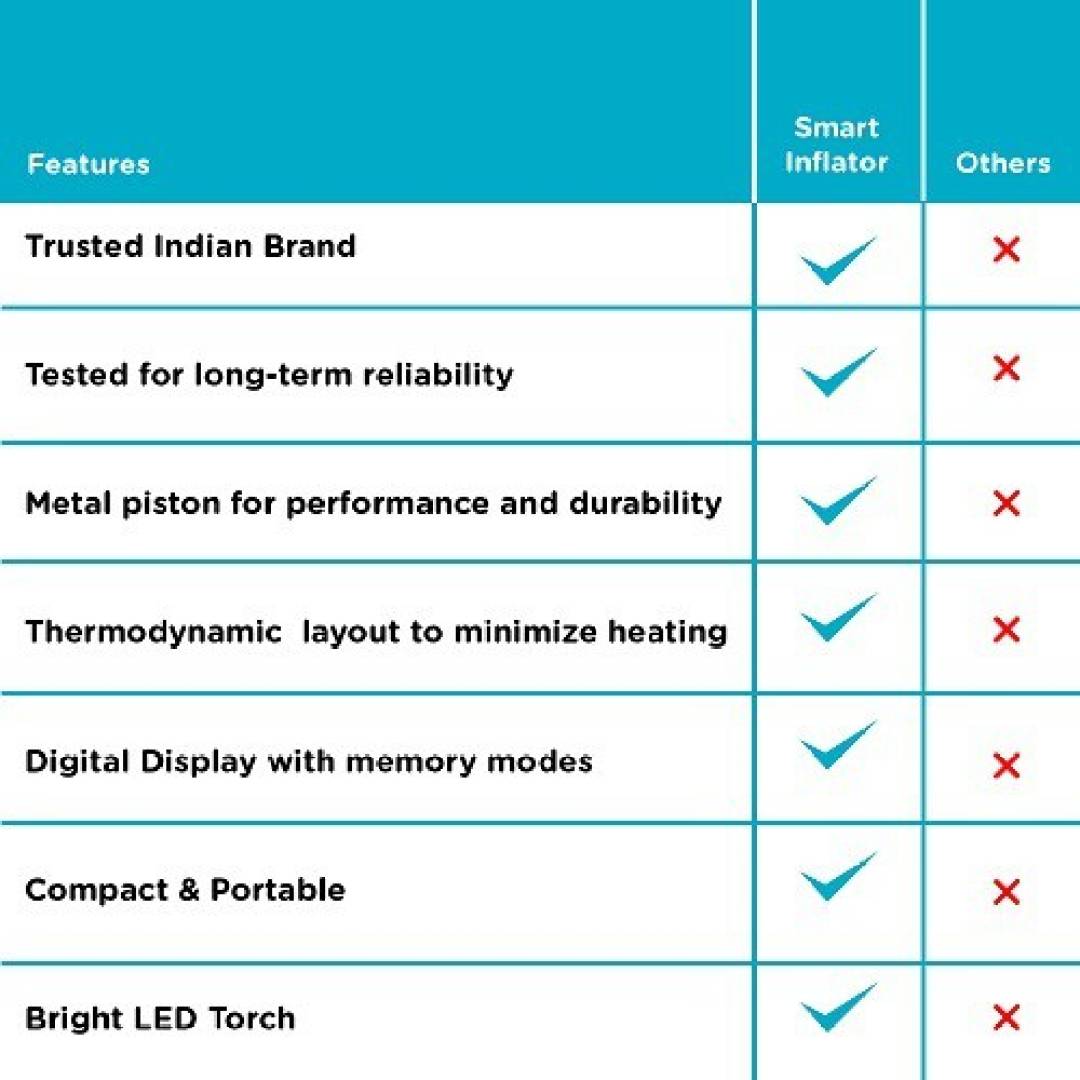 Features
Smart
Inflator
Others
Trusted Indian Brand
Tested for long-term reliability
Metal piston for performance and durability
Thermodynamic  layout to minimize heating
Digital Display with memory modes
Compact & Portable
Bright LED Torch